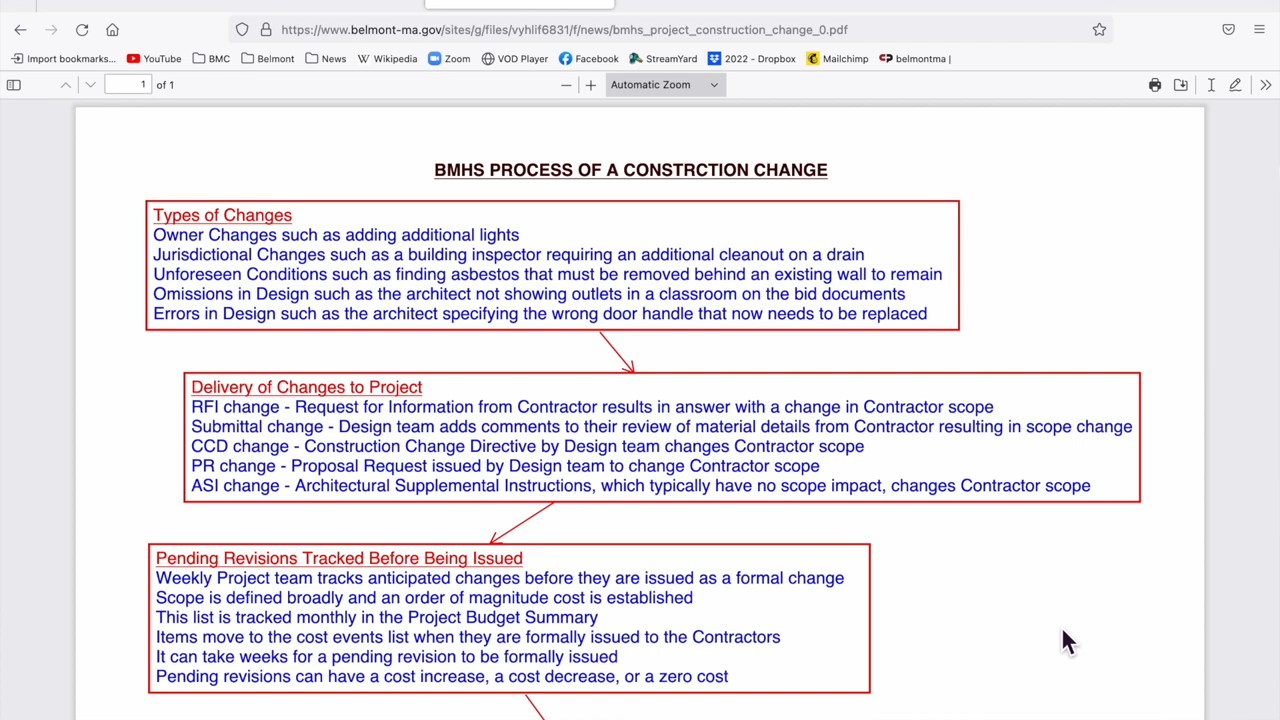 https://www.belmont-ma.gov/sites/g/files/vyhlif6831/f/news/bmhs_project_construction_change_0.pdf
Import bookmarks... YouTube BMC Belmont News Wikipedia Zoom VOD Player Facebook StreamYard 2022 - Dropbox Mailchimp belmontma |
1 of 1 Automatic Zoom
BMHS PROCESS OF A CONSTRCTION CHANGE
Types of Changes
Owner Changes such as adding additional lights
Jurisdictional Changes such as a building inspector requiring an additional cleanout on a drain
Unforeseen Conditions such as finding asbestos that must be removed behind an existing wall to remain
Omissions in Design such as the architect not showing outlets in a classroom on the bid documents
Errors in Design such as the architect specifying the wrong door handle that now needs to be replaced
Delivery of Changes to Project
RFI change - Request for Information from Contractor results in answer with a change in Contractor scope
Submittal change - Design team adds comments to their review of material details from Contractor resulting in scope change
CCD change - Construction Change Directive by Design team changes Contractor scope
PR change - Proposal Request issued by Design team to change Contractor scope
ASI change - Architectural Supplemental Instructions, which typically have no scope impact, changes Contractor scope
Pending Revisions Tracked Before Being Issued
Weekly Project team tracks anticipated changes before they are issued as a formal change
Scope is defined broadly and an order of magnitude cost is established
This list is tracked monthly in the Project Budget Summary
Items move to the cost events list when they are formally issued to the Contractors
It can take weeks for a pending revision to be formally issued
Pending revisions can have a cost increase, a cost decrease, or a zero cost